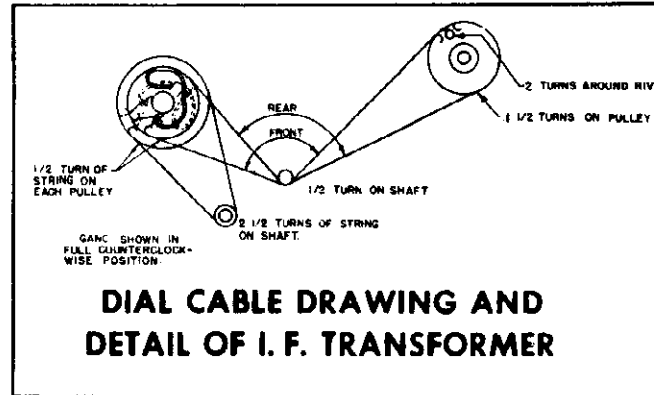 2 TURNS AROUND RIV
1 1/2 TURNS ON PULLEY
REAR
FRONT
1/2 TURN OF
STRING ON
EACH PULLEY
1/2 TURN ON SHAFT
2 1/2 TURNS OF STRING
ON SHAFT.
GANG SHOWN IN
FULL COUNTERCLOCK-
WISE POSITION
DIAL CABLE DRAWING AND
DETAIL OF I. F. TRANSFORMER